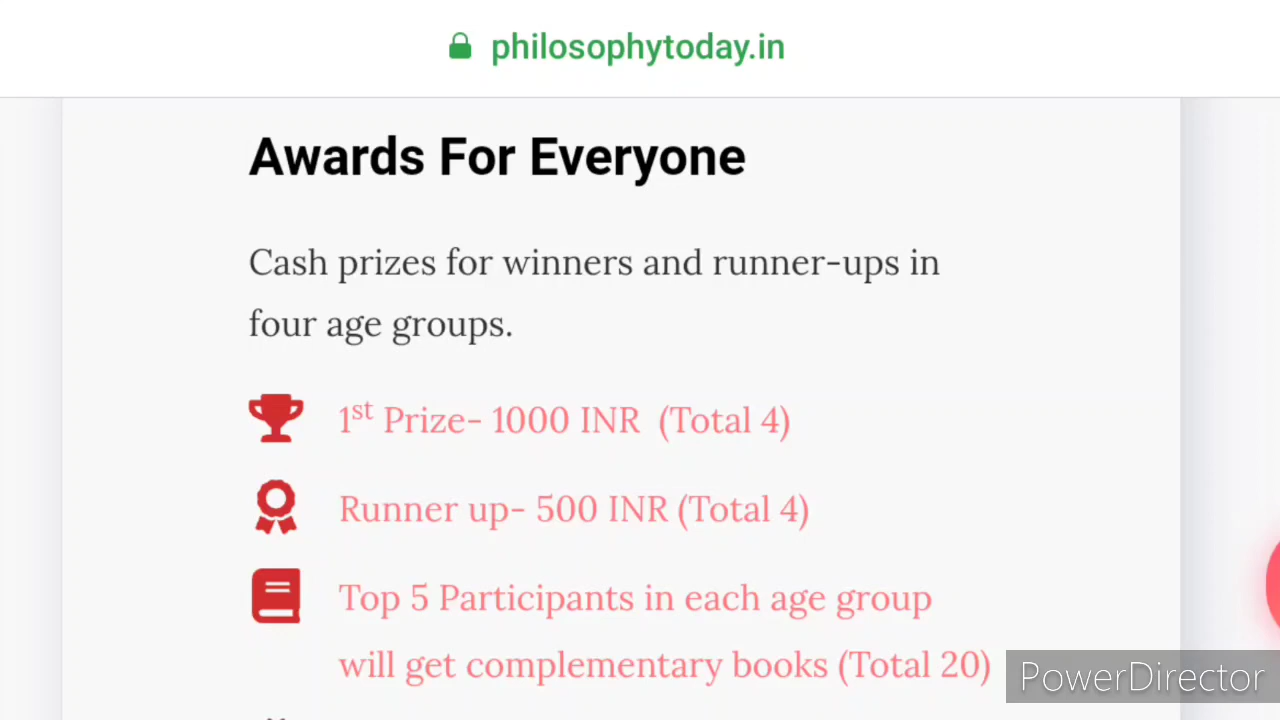 philosophytoday.in
Awards For Everyone
Cash prizes for winners and runner-ups in
four age groups.
1st Prize- 1000 INR (Total 4)
Runner up- 500 INR (Total 4)
Top 5 Participants in each age group
will get complementary books (Total 20)
PowerDirector